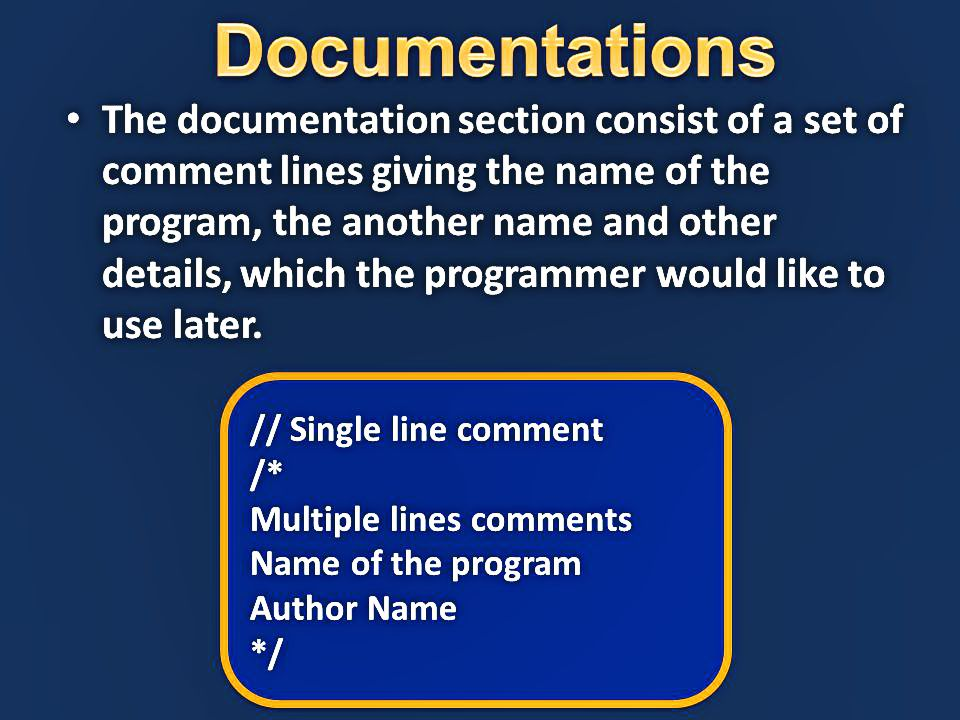 Documentations
• The documentation section consist of a set of
comment lines giving the name of the
program, the another name and other
details, which the programmer would like to
use later.
// Single line comment
/*
Multiple lines comments
Name of the program
Author Name
*/